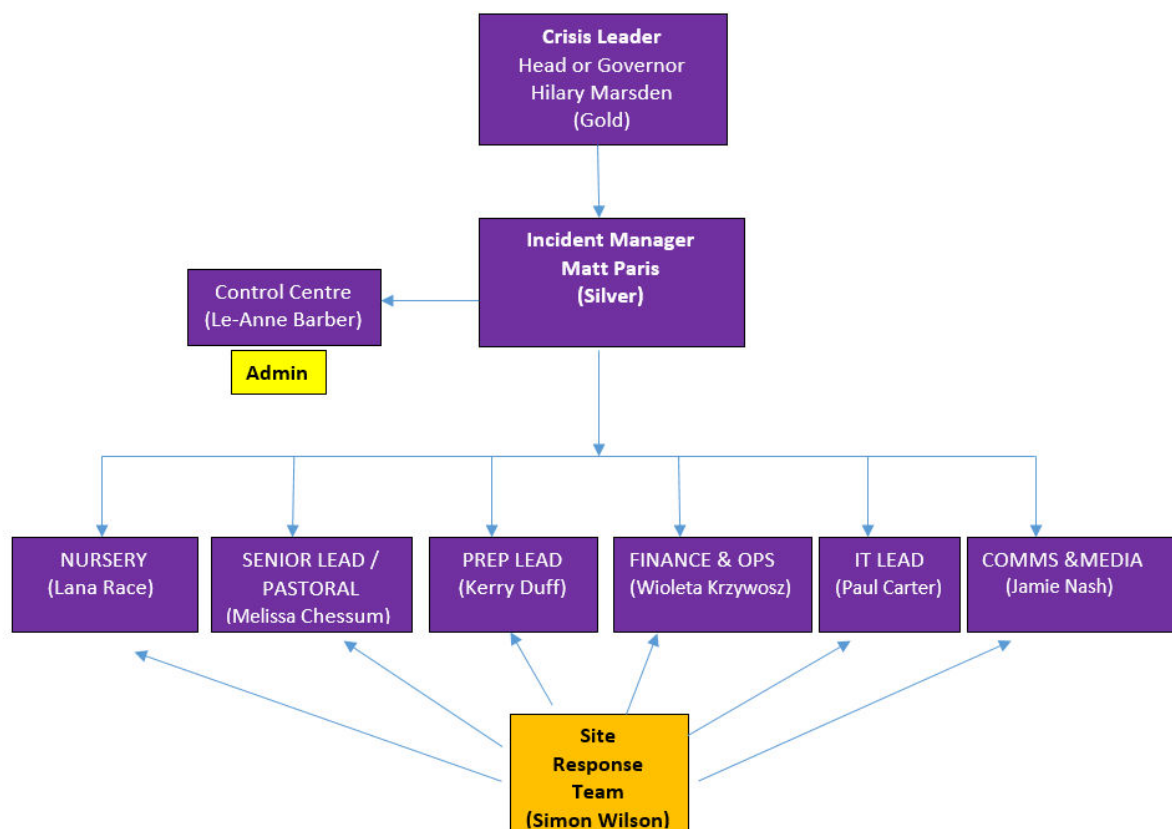 Crisis Leader
Head or Governor
Hilary Marsden
(Gold)
Incident Manager
Matt Paris
(Silver)
Control Centre
(Le-Anne Barber)
Admin
NURSERY
(Lana Race)
SENIOR LEAD /
PASTORAL
(Melissa Chessum)
PREP LEAD
(Kerry Duff)
FINANCE & OPS
(Wioleta Krzywosz)
IT LEAD
(Paul Carter)
COMMS &MEDIA
(Jamie Nash)
Site
Response
Team
(Simon Wilson)